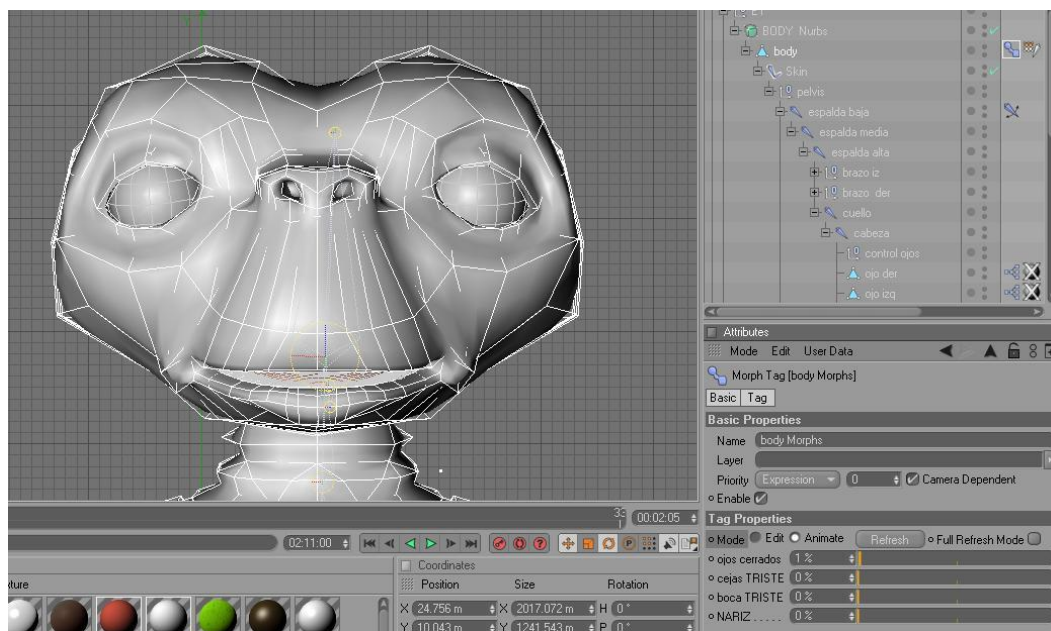 ET
BODY Nurbs
body
Skin
pelvis
espalda baja
espalda media
espalda alta
brazo iz
brazo der
cuello
cabeza
control ojos
ojo der
ojo izq
Attributes
Mode Edit User Data
Morph Tag [body Morphs]
Basic Tag
Basic Properties
Name body Morphs
Layer
Priority Expression 0 Camera Dependent
Enable
Tag Properties
Mode Edit Animate Refresh Full Refresh Mode
ojos cerrados 1 %
cejas TRISTE 0 %
boca TRISTE 0 %
NARIZ..... 0 %
33 00:02:05
02:11:00
Coordinates
Position Size Rotation
X 24.756 m X 2017.072 m H 0 °
Y 10.043 m Y 1241.543 m P 0 °
xture